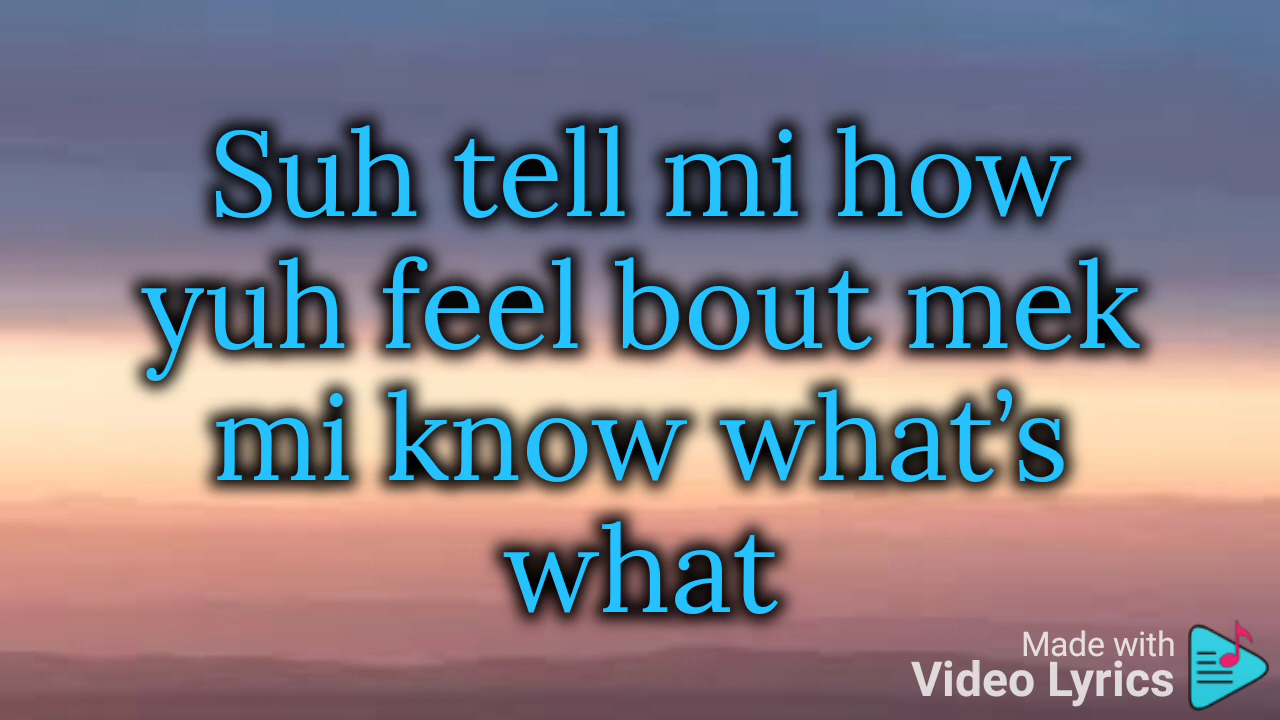 Suh tell mi how
yuh feel bout mek
mi know what’s
what
Made with
Video Lyrics